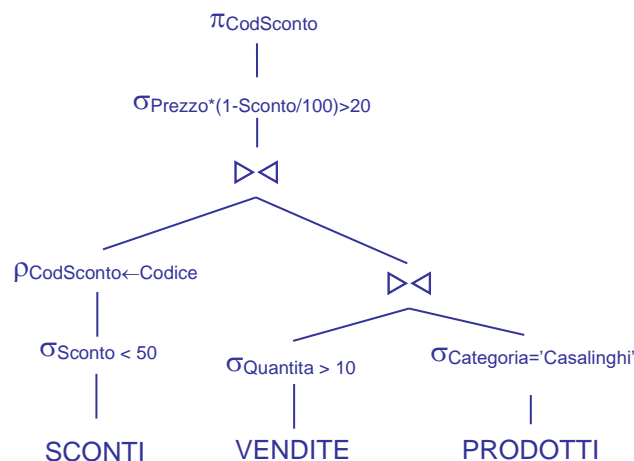 πCodSconto
σPrezzo*(1-Sconto/100)>20
▷◁
ρCodSconto←Codice
▷◁
σSconto < 50
σQuantita > 10
σCategoria='Casalinghi'
SCONTI
VENDITE
PRODOTTI